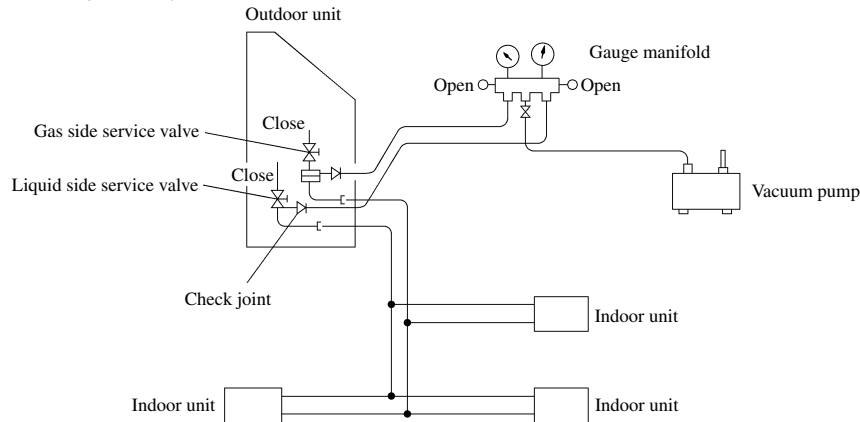 Outdoor unit
Gauge manifold
Open
Open
Close
Gas side service valve
Close
Liquid side service valve
Vacuum pump
Check joint
Indoor unit
Indoor unit
Indoor unit